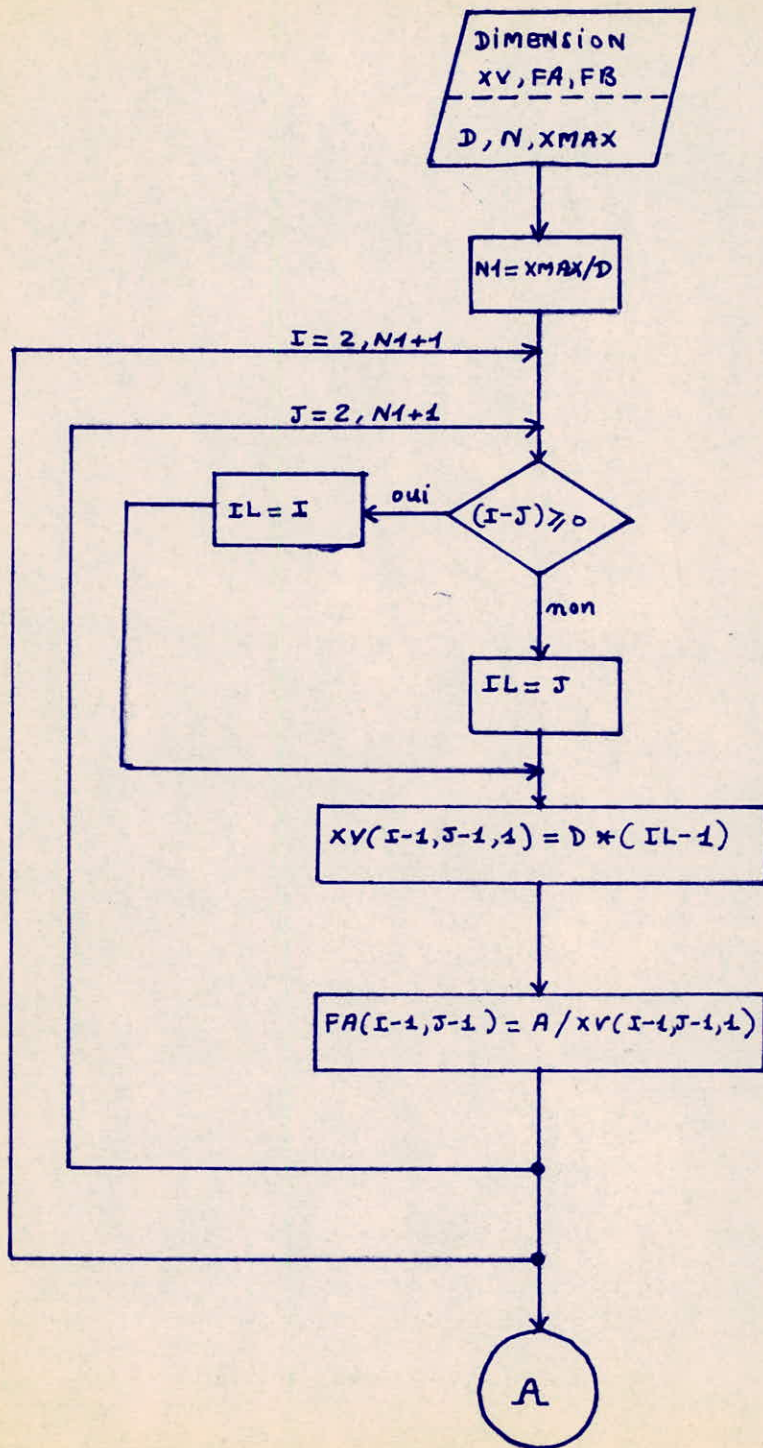 DIMENSION
XV, FA, FB
D, N, XMAX
N1 = XMAX/D
I = 2, N1+1
J = 2, N1+1
IL = I
oui
(I-J) ≥ 0
non
IL = J
XV(I-1, J-1, 1) = D * (IL-1)
FA(I-1, J-1) = A / XV(I-1, J-1, 1)
A